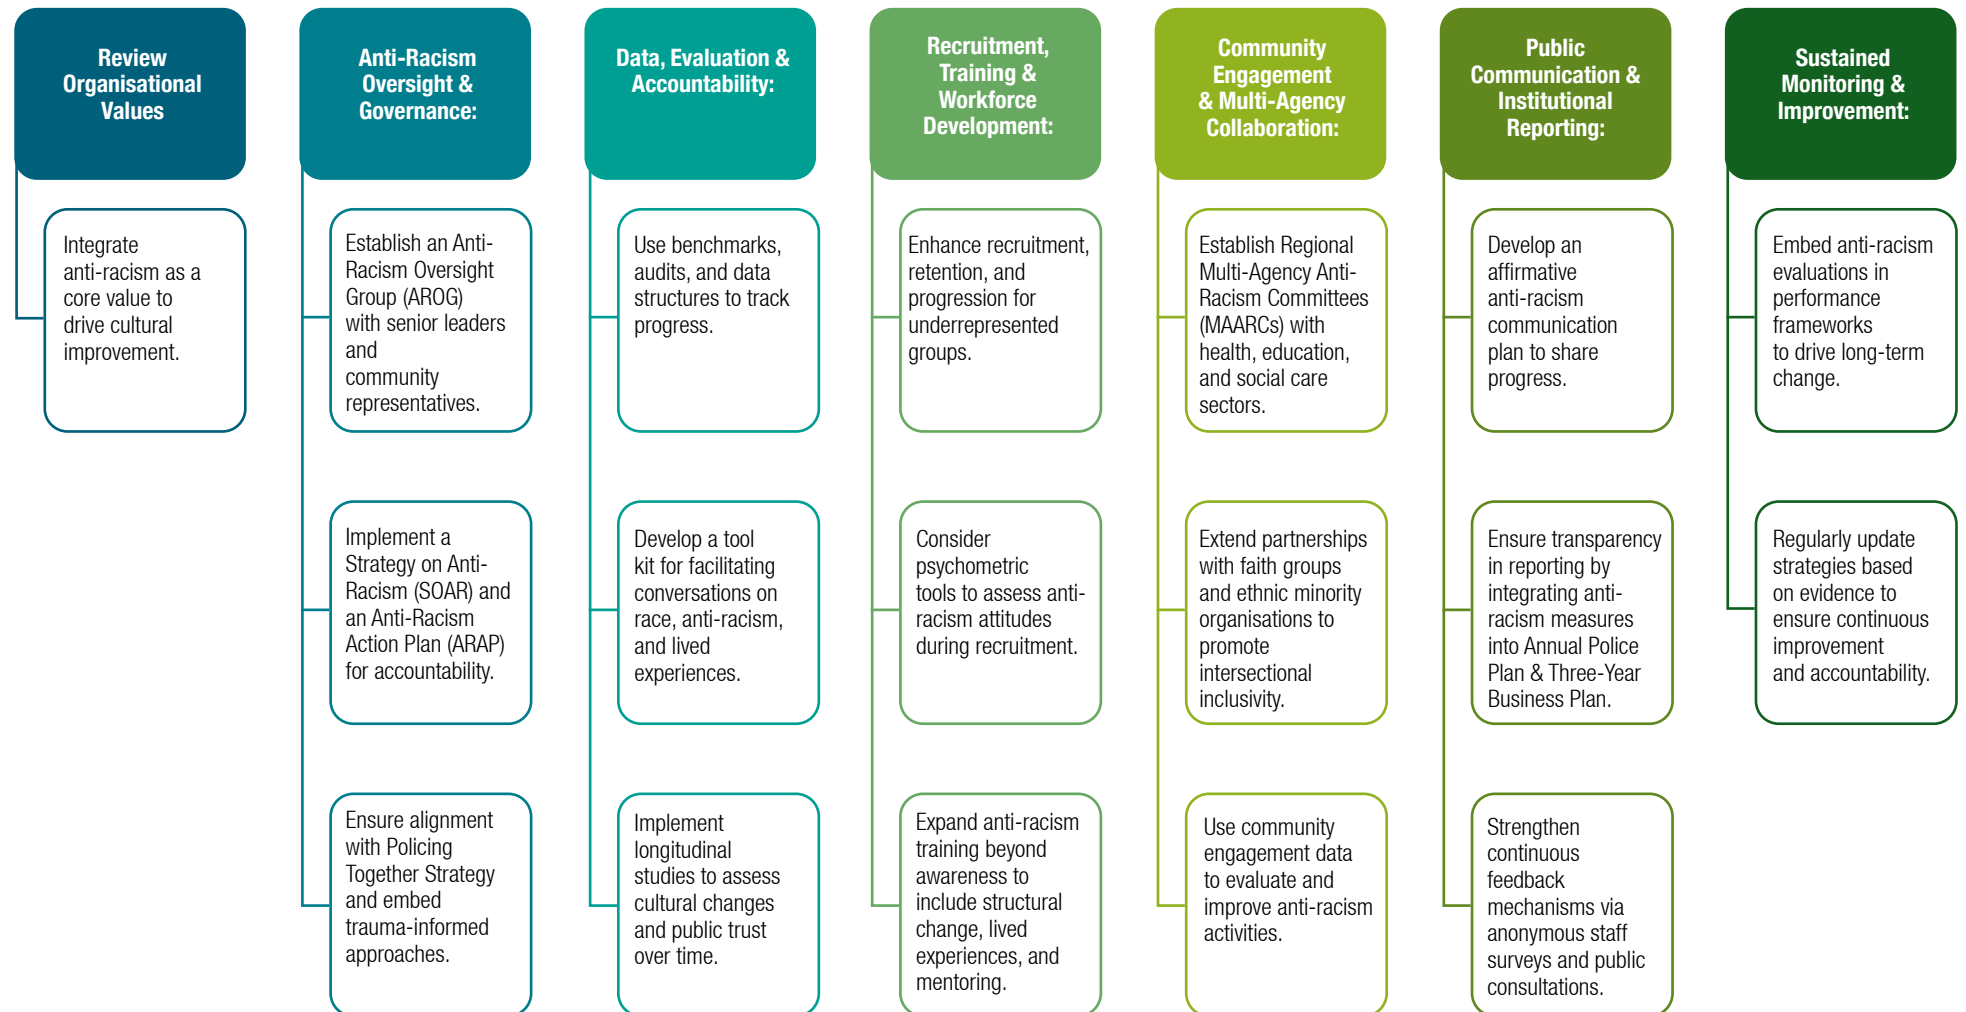 Review
Organisational
Values
Integrate
anti-racism as a
core value to
drive cultural
improvement.
Anti-Racism
Oversight &
Governance:
Establish an Anti-
Racism Oversight
Group (AROG)
with senior leaders
and
community
representatives.
Implement a
Strategy on Anti-
Racism (SOAR) and
an Anti-Racism
Action Plan (ARAP)
for accountability.
Ensure alignment
with Policing
Together Strategy
and embed
trauma-informed
approaches.
Data, Evaluation &
Accountability:
Use benchmarks,
audits, and data
structures to track
progress.
Develop a tool
kit for facilitating
conversations on
race, anti-racism,
and lived
experiences.
Implement
longitudinal
studies to assess
cultural changes
and public trust
over time.
Recruitment,
Training &
Workforce
Development:
Enhance recruitment,
retention, and
progression for
underrepresented
groups.
Consider
psychometric
tools to assess anti-
racism attitudes
during recruitment.
Expand anti-racism
training beyond
awareness to
include structural
change, lived
experiences, and
mentoring.
Community
Engagement
& Multi-Agency
Collaboration:
Establish Regional
Multi-Agency Anti-
Racism Committees
(MAARCs) with
health, education,
and social care
sectors.
Extend partnerships
with faith groups
and ethnic minority
organisations to
promote
intersectional
inclusivity.
Use community
engagement data
to evaluate and
improve anti-racism
activities.
Public
Communication &
Institutional
Reporting:
Develop an
affirmative
anti-racism
communication
plan to share
progress.
Ensure transparency
in reporting by
integrating anti-
racism measures
into Annual Police
Plan & Three-Year
Business Plan.
Strengthen
continuous
feedback
mechanisms via
anonymous staff
surveys and public
consultations.
Sustained
Monitoring &
Improvement:
Embed anti-racism
evaluations in
performance
frameworks
to drive long-term
change.
Regularly update
strategies based
on evidence to
ensure continuous
improvement
and accountability.